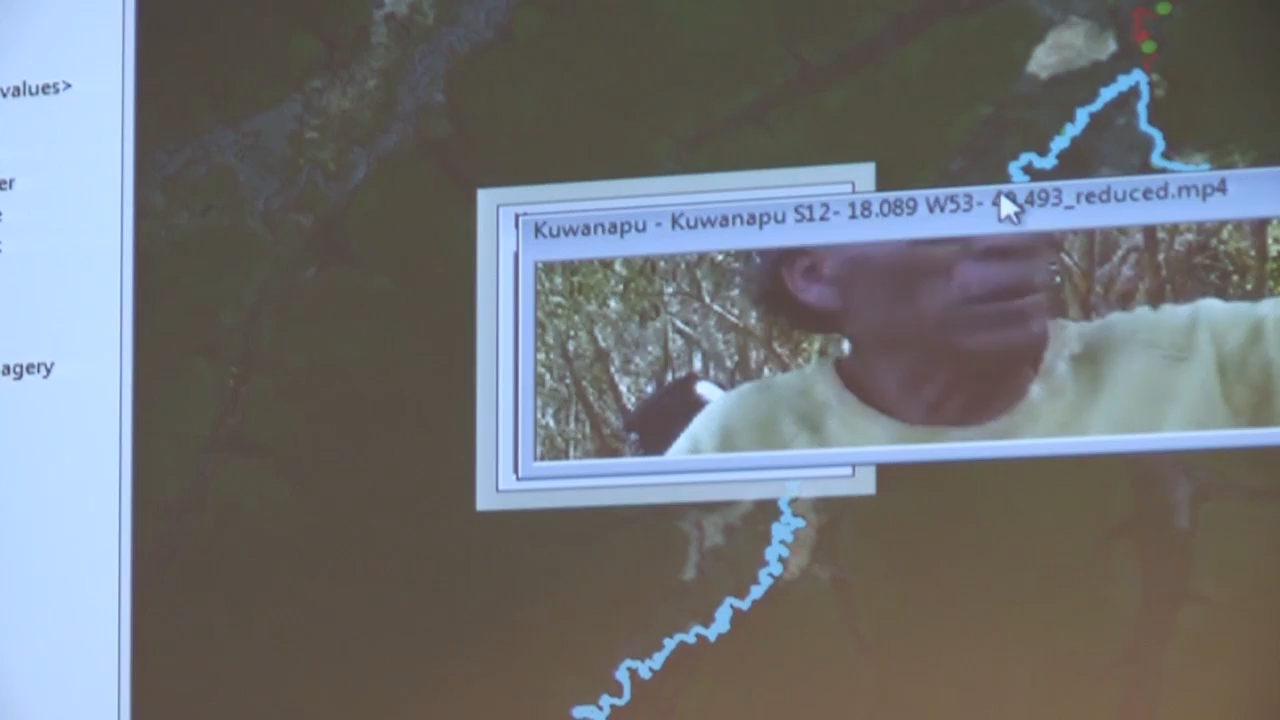 values>
er
agery
Kuwanapu - Kuwanapu S12- 18.089 W53- 493_reduced.mp4